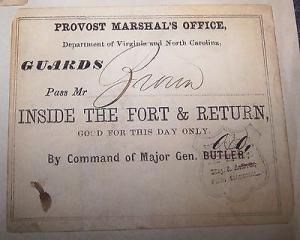 PROVOST MARSHAL'S OFFICE,
Department of Virginia and North Carolina,
GUARDS
Pass Mr Brown
INSIDE THE FORT & RETURN,
GOOD FOR THIS DAY ONLY.
By Command of Major Gen. BUTLER: